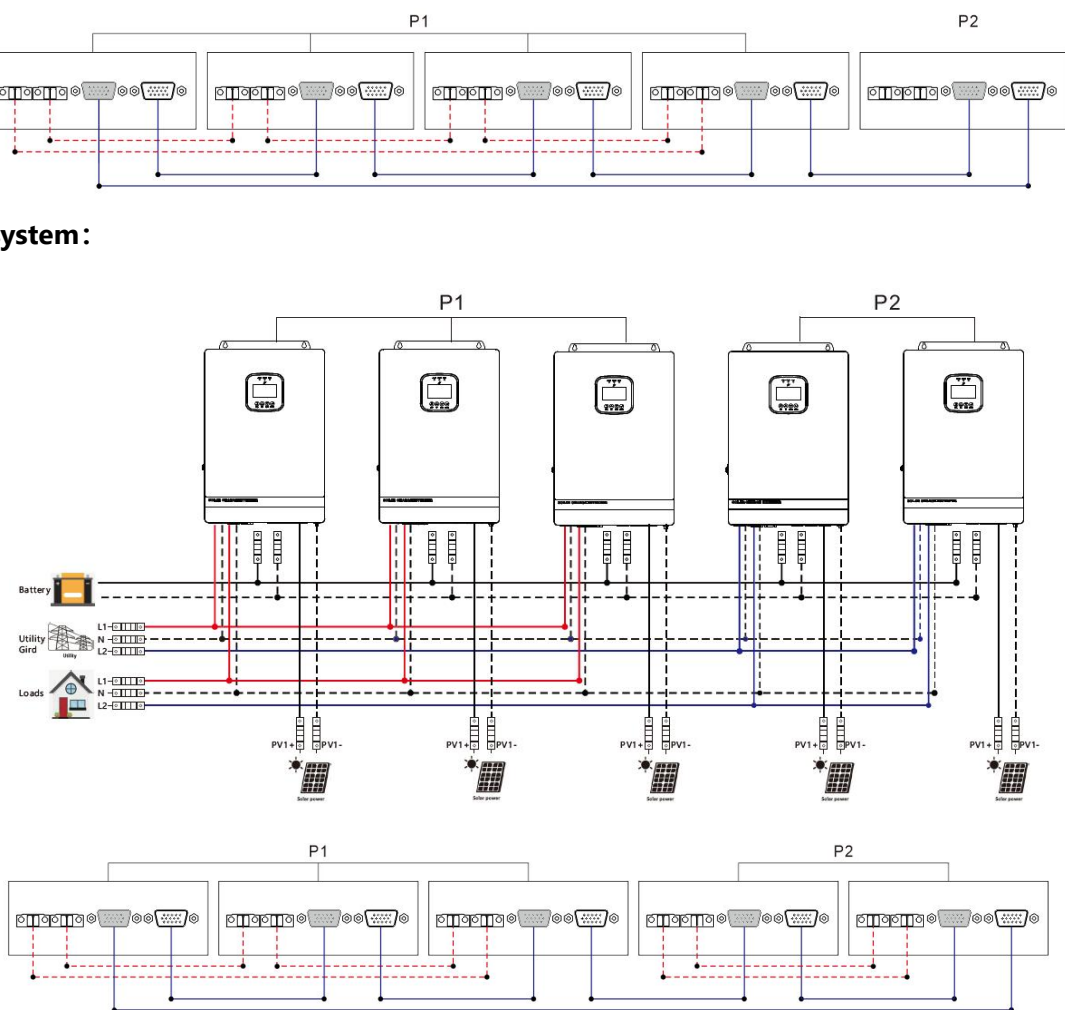 P1 P2
ystem：
P1 P2
Battery
Utility
Gird
Utility
L1
N
L2
Loads
L1
N
L2
PV1+ PV1- PV1+ PV1- PV1+ PV1- PV1+ PV1- PV1+ PV1-
Solar power Solar power Solar power Solar power Solar power
P1 P2